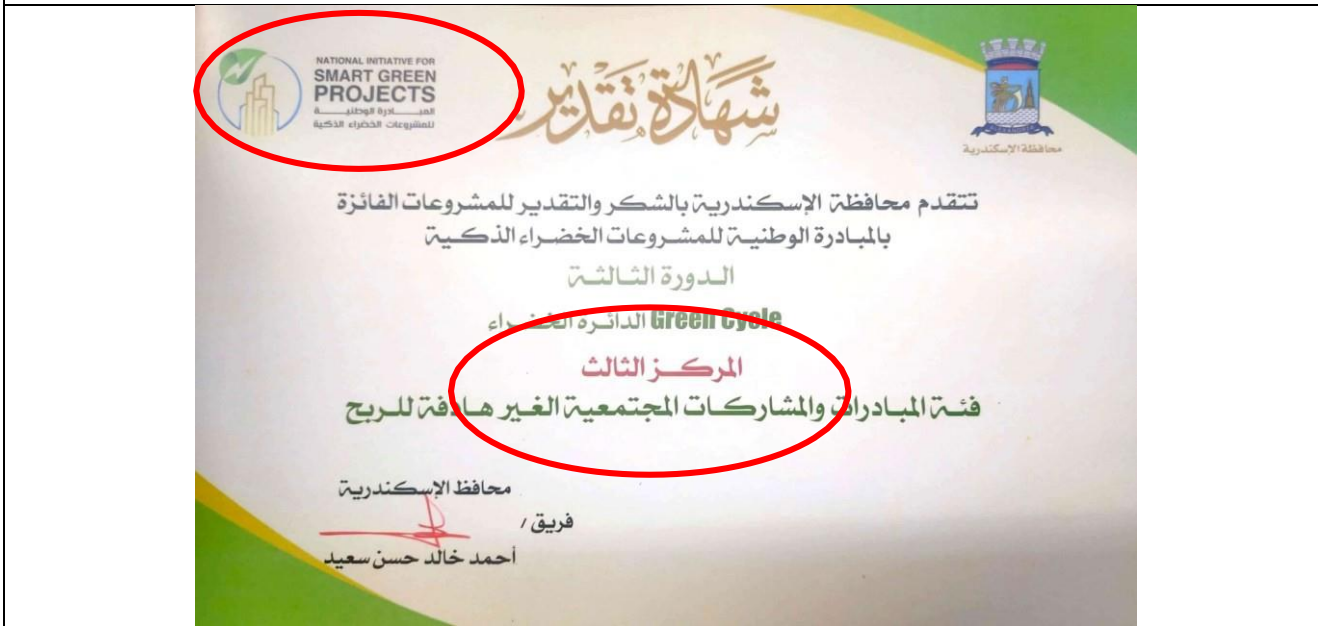 NATIONAL INITIATIVE FOR
SMART GREEN
PROJECTS
المبــادرة الوطنيــة
للمشروعات الخضراء الذكية
شهادة تقدير
محافظة الإسكندرية
تتقدم محافظة الإسكندرية بالشكر والتقدير للمشروعات الفائزة
بالمبادرة الوطنية للمشروعات الخضراء الذكية
الدورة الثالثة
Green Cycle الدائرة الخضراء
المركز الثالث
فئة المبادرات والمشاركات المجتمعية الغير هادفة للربح
محافظ الإسكندرية
فريق /
أحمد خالد حسن سعيد